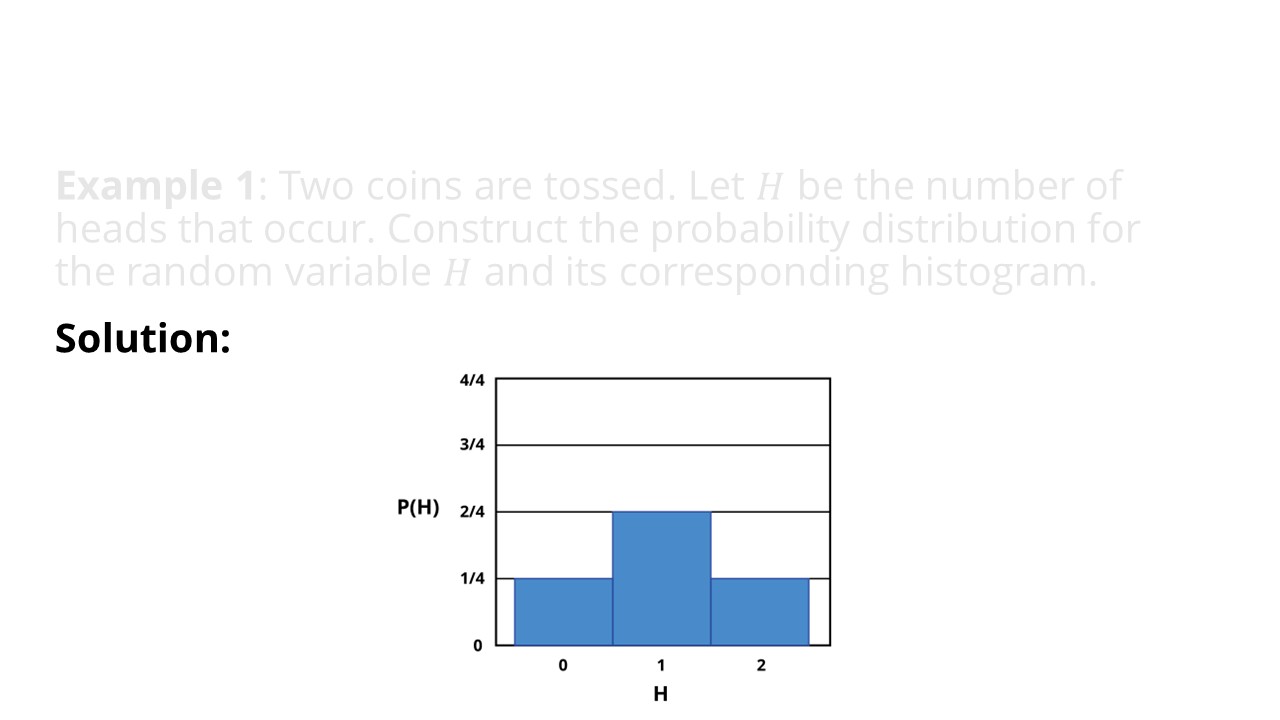 Example 1: Two coins are tossed. Let H be the number of
heads that occur. Construct the probability distribution for
the random variable H and its corresponding histogram.
Solution:
4/4
3/4
P(H) 2/4
1/4
0
0 1 2
H